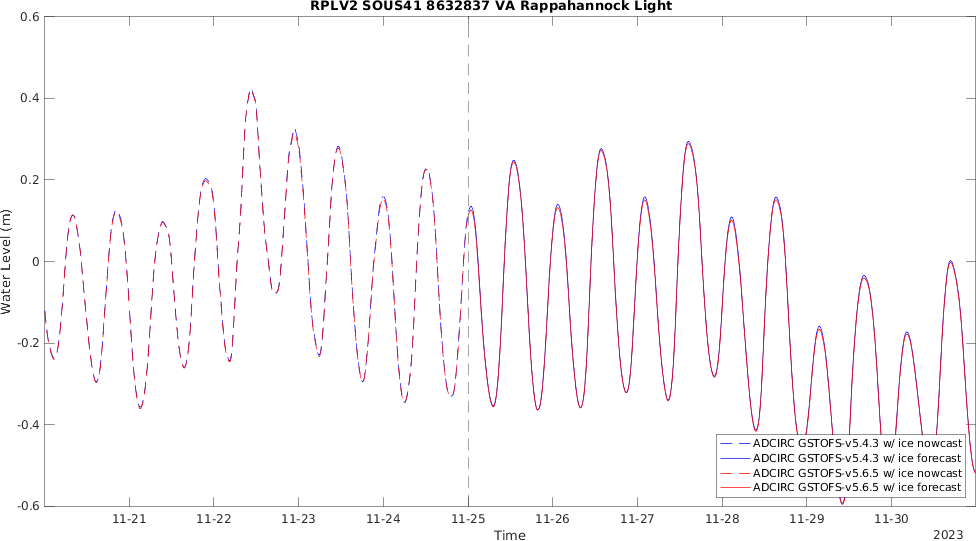 RPLV2 SOUS41 8632837 VA Rappahannock Light
0.6
0.4
0.2
0
-0.2
-0.4
-0.6
Water Level (m)
ADCIRC GSTOFS-v5.4.3 w/ ice nowcast
ADCIRC GSTOFS-v5.4.3 w/ ice forecast
ADCIRC GSTOFS-v5.6.5 w/ ice nowcast
ADCIRC GSTOFS-v5.6.5 w/ ice forecast
11-21 11-22 11-23 11-24 11-25 11-26 11-27 11-28 11-29 11-30
Time
2023